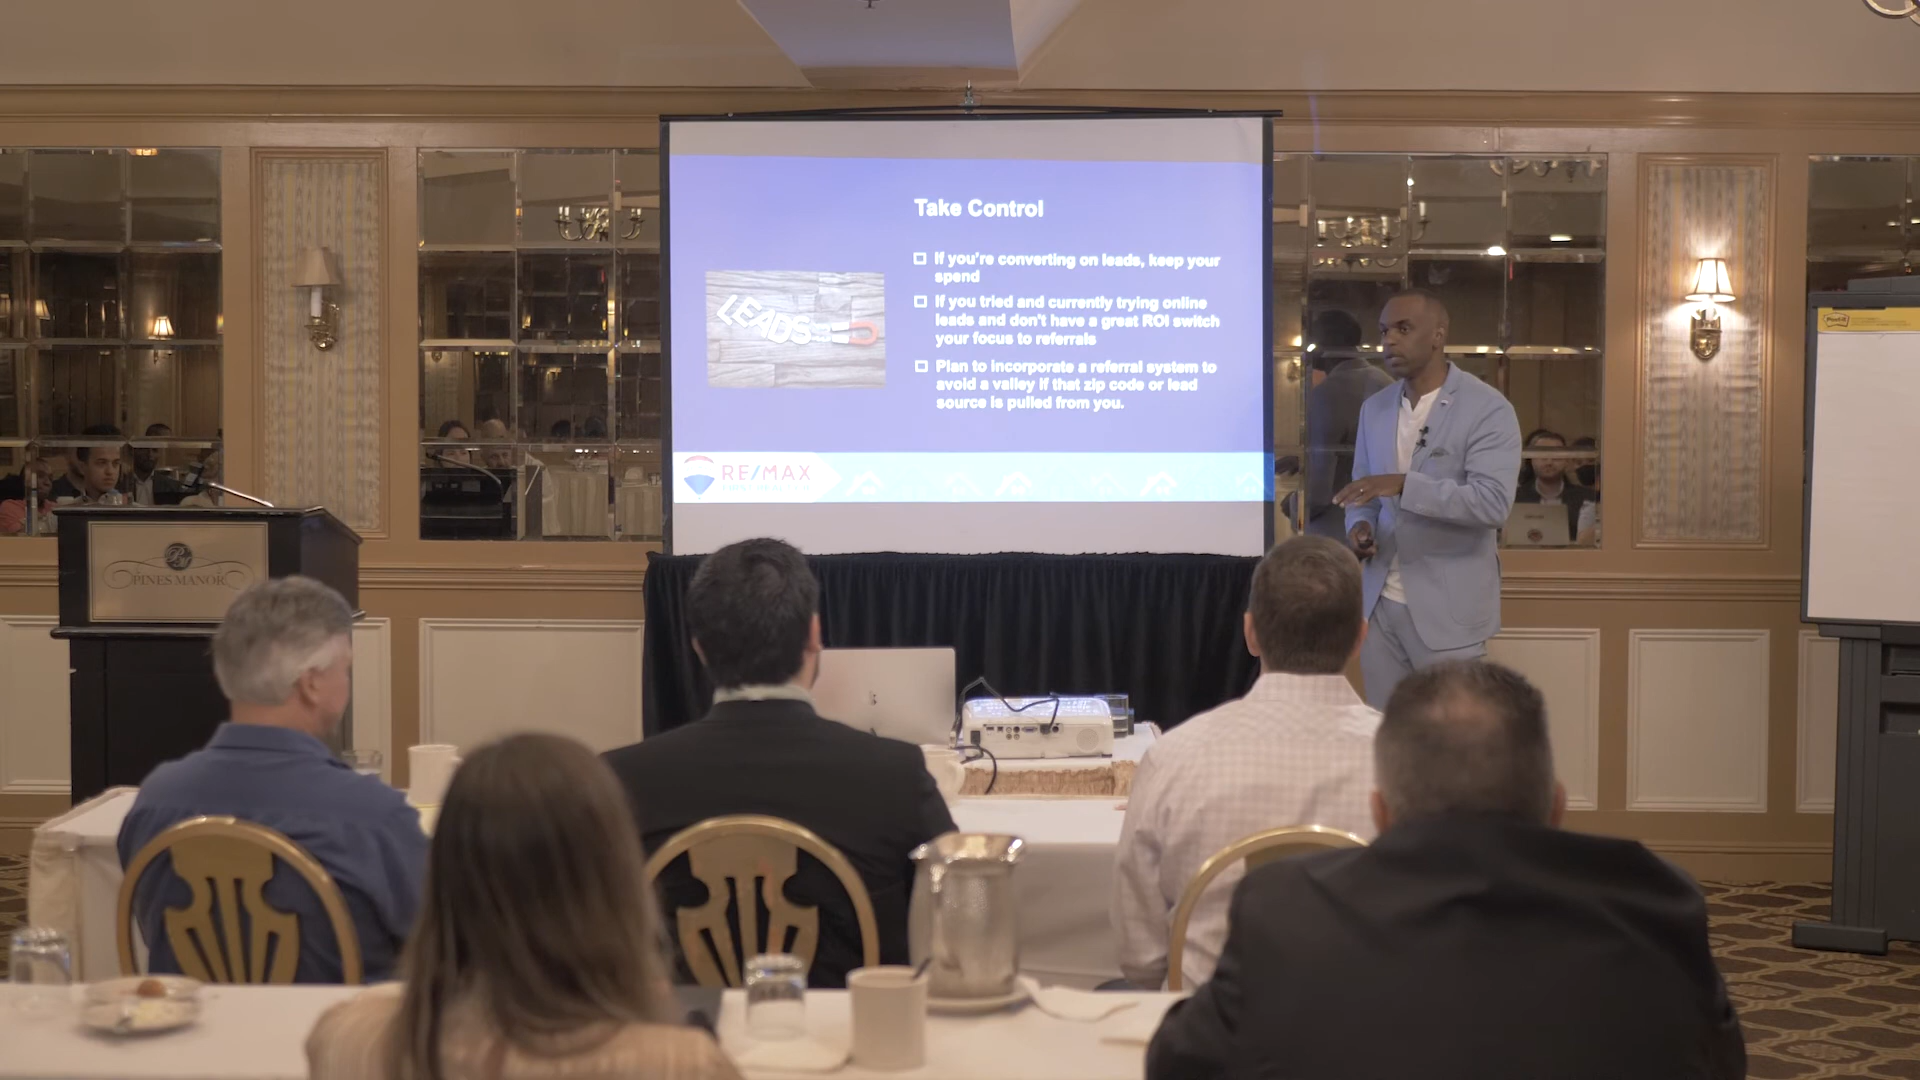 Take Control
If you're converting on leads, keep your
spend
If you tried and currently trying online
leads and don't have a great ROI switch
your focus to referrals
Plan to incorporate a referral system to
avoid a valley if that zip code or lead
source is pulled from you.
LEADS
RE/MAX
PINES MANOR
Post-it